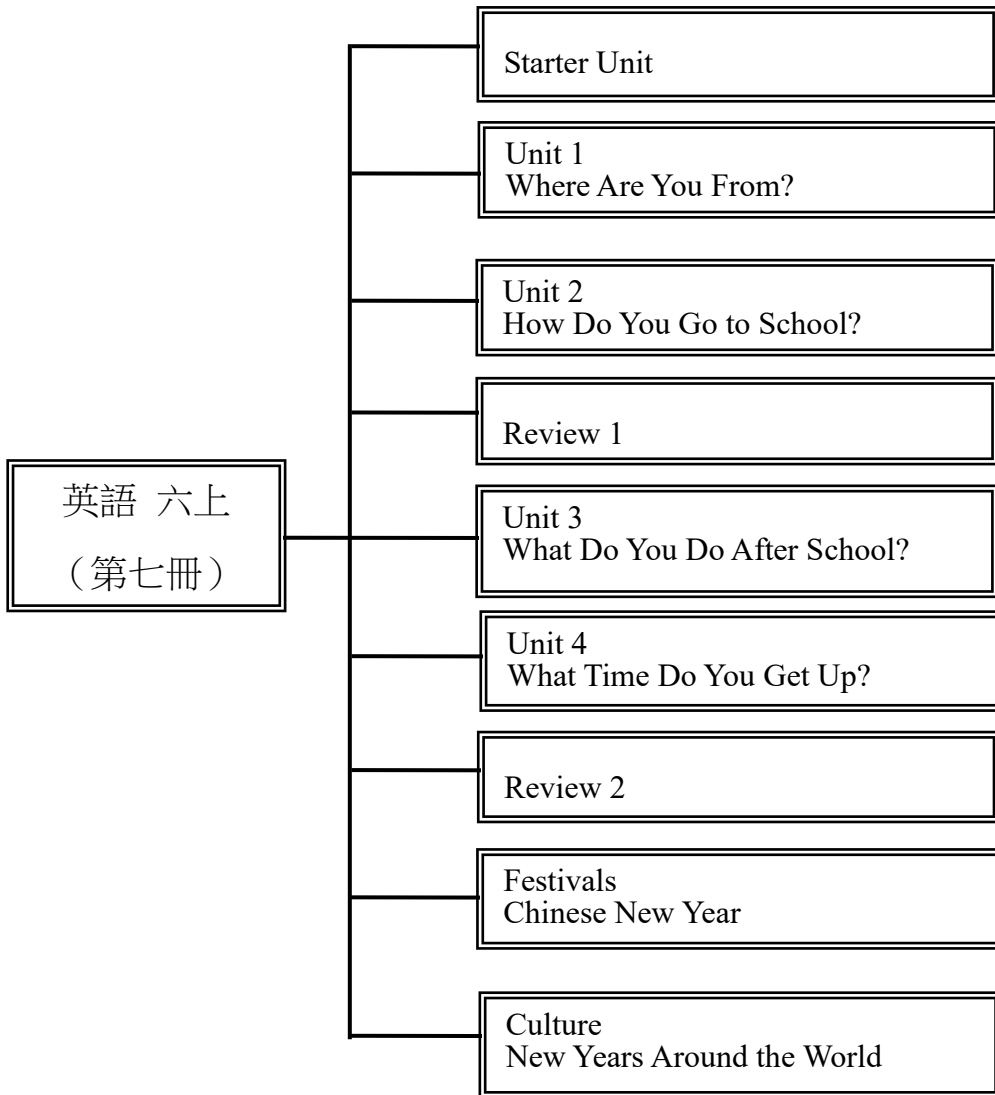 英語 六上
（第七冊）
Starter Unit
Unit 1
Where Are You From?
Unit 2
How Do You Go to School?
Review 1
Unit 3
What Do You Do After School?
Unit 4
What Time Do You Get Up?
Review 2
Festivals
Chinese New Year
Culture
New Years Around the World